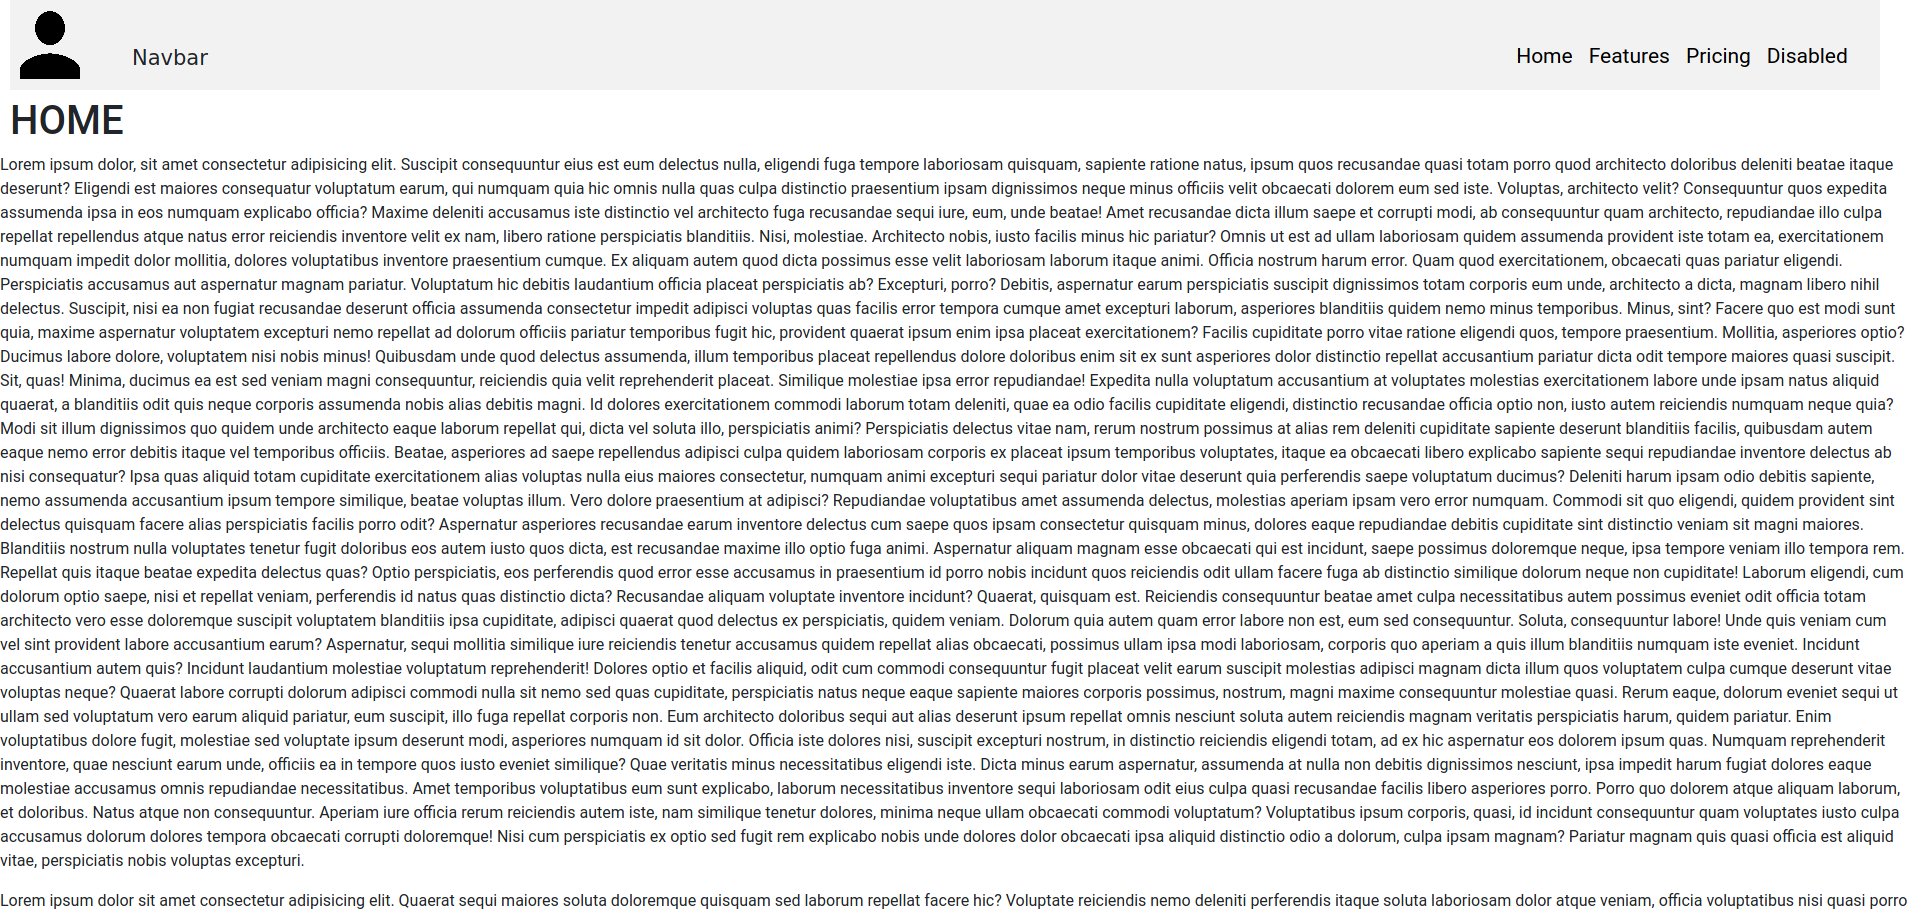 Navbar
Home Features Pricing Disabled
HOME
Lorem ipsum dolor, sit amet consectetur adipisicing elit. Suscipit consequuntur eius est eum delectus nulla, eligendi fuga tempore laboriosam quisquam, sapiente ratione natus, ipsum quos recusandae quasi totam porro quod architecto doloribus deleniti beatae itaque
deserunt? Eligendi est maiores consequatur voluptatum earum, qui numquam quia hic omnis nulla quas culpa distinctio praesentium ipsam dignissimos neque minus officiis velit obcaecati dolorem eum sed iste. Voluptas, architecto velit? Consequuntur quos expedita
assumenda ipsa in eos numquam explicabo officia? Maxime deleniti accusamus iste distinctio vel architecto fuga recusandae sequi iure, eum, unde beatae! Amet recusandae dicta illum saepe et corrupti modi, ab consequuntur quam architecto, repudiandae illo culpa
repellat repellendus atque natus error reiciendis inventore velit ex nam, libero ratione perspiciatis blanditiis. Nisi, molestiae. Architecto nobis, iusto facilis minus hic pariatur? Omnis ut est ad ullam laboriosam quidem assumenda provident iste totam ea, exercitationem
numquam impedit dolor mollitia, dolores voluptatibus inventore praesentium cumque. Ex aliquam autem quod dicta possimus esse velit laboriosam laborum itaque animi. Officia nostrum harum error. Quam quod exercitationem, obcaecati quas pariatur eligendi.
Perspiciatis accusamus aut aspernatur magnam pariatur. Voluptatum hic debitis laudantium officia placeat perspiciatis ab? Excepturi, porro? Debitis, aspernatur earum perspiciatis suscipit dignissimos totam corporis eum unde, architecto a dicta, magnam libero nihil
delectus. Suscipit, nisi ea non fugiat recusandae deserunt officia assumenda consectetur impedit adipisci voluptas quas facilis error tempora cumque amet excepturi laborum, asperiores blanditiis quidem nemo minus temporibus. Minus, sint? Facere quo est modi sunt
quia, maxime aspernatur voluptatem excepturi nemo repellat ad dolorum officiis pariatur temporibus fugit hic, provident quaerat ipsum enim ipsa placeat exercitationem? Facilis cupiditate porro vitae ratione eligendi quos, tempore praesentium. Mollitia, asperiores optio?
Ducimus labore dolore, voluptatem nisi nobis minus! Quibusdam unde quod delectus assumenda, illum temporibus placeat repellendus dolore doloribus enim sit ex sunt asperiores dolor distinctio repellat accusantium pariatur dicta odit tempore maiores quasi suscipit.
Sit, quas! Minima, ducimus ea est sed veniam magni consequuntur, reiciendis quia velit reprehenderit placeat. Similique molestiae ipsa error repudiandae! Expedita nulla voluptatum accusantium at voluptates molestias exercitationem labore unde ipsam natus aliquid
quaerat, a blanditiis odit quis neque corporis assumenda nobis alias debitis magni. Id dolores exercitationem commodi laborum totam deleniti, quae ea odio facilis cupiditate eligendi, distinctio recusandae officia optio non, iusto autem reiciendis numquam neque quia?
Modi sit illum dignissimos quo quidem unde architecto eaque laborum repellat qui, dicta vel soluta illo, perspiciatis animi? Perspiciatis delectus vitae nam, rerum nostrum possimus at alias rem deleniti cupiditate sapiente deserunt blanditiis facilis, quibusdam autem
eaque nemo error debitis itaque vel temporibus officiis. Beatae, asperiores ad saepe repellendus adipisci culpa quidem laboriosam corporis ex placeat ipsum temporibus voluptates, itaque ea obcaecati libero explicabo sapiente sequi repudiandae inventore delectus ab
nisi consequatur? Ipsa quas aliquid totam cupiditate exercitationem alias voluptas nulla eius maiores consectetur, numquam animi excepturi sequi pariatur dolor vitae deserunt quia perferendis saepe voluptatum ducimus? Deleniti harum ipsam odio debitis sapiente,
nemo assumenda accusantium ipsum tempore similique, beatae voluptas illum. Vero dolore praesentium at adipisci? Repudiandae voluptatibus amet assumenda delectus, molestias aperiam ipsam vero error numquam. Commodi sit quo eligendi, quidem provident sint
delectus quisquam facere alias perspiciatis facilis porro odit? Aspernatur asperiores recusandae earum inventore delectus cum saepe quos ipsam consectetur quisquam minus, dolores eaque repudiandae debitis cupiditate sint distinctio veniam sit magni maiores.
Blanditiis nostrum nulla voluptates tenetur fugit doloribus eos autem iusto quos dicta, est recusandae maxime illo optio fuga animi. Aspernatur aliquam magnam esse obcaecati qui est incidunt, saepe possimus doloremque neque, ipsa tempore veniam illo tempora rem.
Repellat quis itaque beatae expedita delectus quas? Optio perspiciatis, eos perferendis quod error esse accusamus in praesentium id porro nobis incidunt quos reiciendis odit ullam facere fuga ab distinctio similique dolorum neque non cupiditate! Laborum eligendi, cum
dolorum optio saepe, nisi et repellat veniam, perferendis id natus quas distinctio dicta? Recusandae aliquam voluptate inventore incidunt? Quaerat, quisquam est. Reiciendis consequuntur beatae amet culpa necessitatibus autem possimus eveniet odit officia totam
architecto vero esse doloremque suscipit voluptatem blanditiis ipsa cupiditate, adipisci quaerat quod delectus ex perspiciatis, quidem veniam. Dolorum quia autem quam error labore non est, eum sed consequuntur. Soluta, consequuntur labore! Unde quis veniam cum
vel sint provident labore accusantium earum? Aspernatur, sequi mollitia similique iure reiciendis tenetur accusamus quidem repellat alias obcaecati, possimus ullam ipsa modi laboriosam, corporis quo aperiam a quis illum blanditiis numquam iste eveniet. Incidunt
accusantium autem quis? Incidunt laudantium molestiae voluptatum reprehenderit! Dolores optio et facilis aliquid, odit cum commodi consequuntur fugit placeat velit earum suscipit molestias adipisci magnam dicta illum quos voluptatem culpa cumque deserunt vitae
voluptas neque? Quaerat labore corrupti dolorum adipisci commodi nulla sit nemo sed quas cupiditate, perspiciatis natus neque eaque sapiente maiores corporis possimus, nostrum, magni maxime consequuntur molestiae quasi. Rerum eaque, dolorum eveniet sequi ut
ullam sed voluptatum vero earum aliquid pariatur, eum suscipit, illo fuga repellat corporis non. Eum architecto doloribus sequi aut alias deserunt ipsum repellat omnis nesciunt soluta autem reiciendis magnam veritatis perspiciatis harum, quidem pariatur. Enim
voluptatibus dolore fugit, molestiae sed voluptate ipsum deserunt modi, asperiores numquam id sit dolor. Officia iste dolores nisi, suscipit excepturi nostrum, in distinctio reiciendis eligendi totam, ad ex hic aspernatur eos dolorem ipsum quas. Numquam reprehenderit
inventore, quae nesciunt earum unde, officiis ea in tempore quos iusto eveniet similique? Quae veritatis minus necessitatibus eligendi iste. Dicta minus earum aspernatur, assumenda at nulla non debitis dignissimos nesciunt, ipsa impedit harum fugiat dolores eaque
molestiae accusamus omnis repudiandae necessitatibus. Amet temporibus voluptatibus eum sunt explicabo, laborum necessitatibus inventore sequi laboriosam odit eius culpa quasi recusandae facilis libero asperiores porro. Porro quo dolorem atque aliquam laborum,
et doloribus. Natus atque non consequuntur. Aperiam iure officia rerum reiciendis autem iste, nam similique tenetur dolores, minima neque ullam obcaecati commodi voluptatum? Voluptatibus ipsum corporis, quasi, id incidunt consequuntur quam voluptates iusto culpa
accusamus dolorum dolores tempora obcaecati corrupti doloremque! Nisi cum perspiciatis ex optio sed fugit rem explicabo nobis unde dolores dolor obcaecati ipsa aliquid distinctio odio a dolorum, culpa ipsam magnam? Pariatur magnam quis quasi officia est aliquid
vitae, perspiciatis nobis voluptas excepturi.
Lorem ipsum dolor sit amet consectetur adipisicing elit. Quaerat sequi maiores soluta doloremque quisquam sed laborum repellat facere hic? Voluptate reiciendis nemo deleniti perferendis itaque soluta laboriosam dolor atque veniam, officia voluptatibus nisi quasi porro